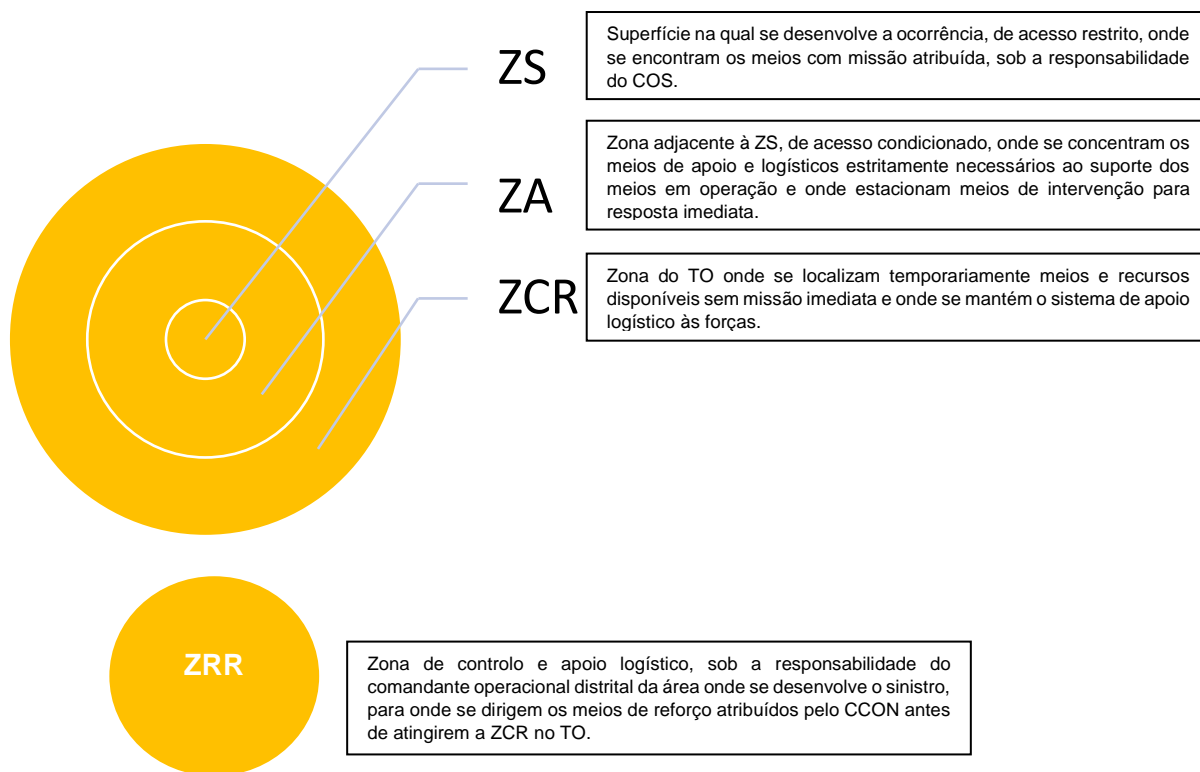 ZS
Superfície na qual se desenvolve a ocorrência, de acesso restrito, onde
se encontram os meios com missão atribuída, sob a responsabilidade
do COS.
ZA
Zona adjacente à ZS, de acesso condicionado, onde se concentram os
meios de apoio e logísticos estritamente necessários ao suporte dos
meios em operação e onde estacionam meios de intervenção para
resposta imediata.
ZCR
Zona do TO onde se localizam temporariamente meios e recursos
disponíveis sem missão imediata e onde se mantém o sistema de apoio
logístico às forças.
ZRR
Zona de controlo e apoio logístico, sob a responsabilidade do
comandante operacional distrital da área onde se desenvolve o sinistro,
para onde se dirigem os meios de reforço atribuídos pelo CCON antes
de atingirem a ZCR no TO.